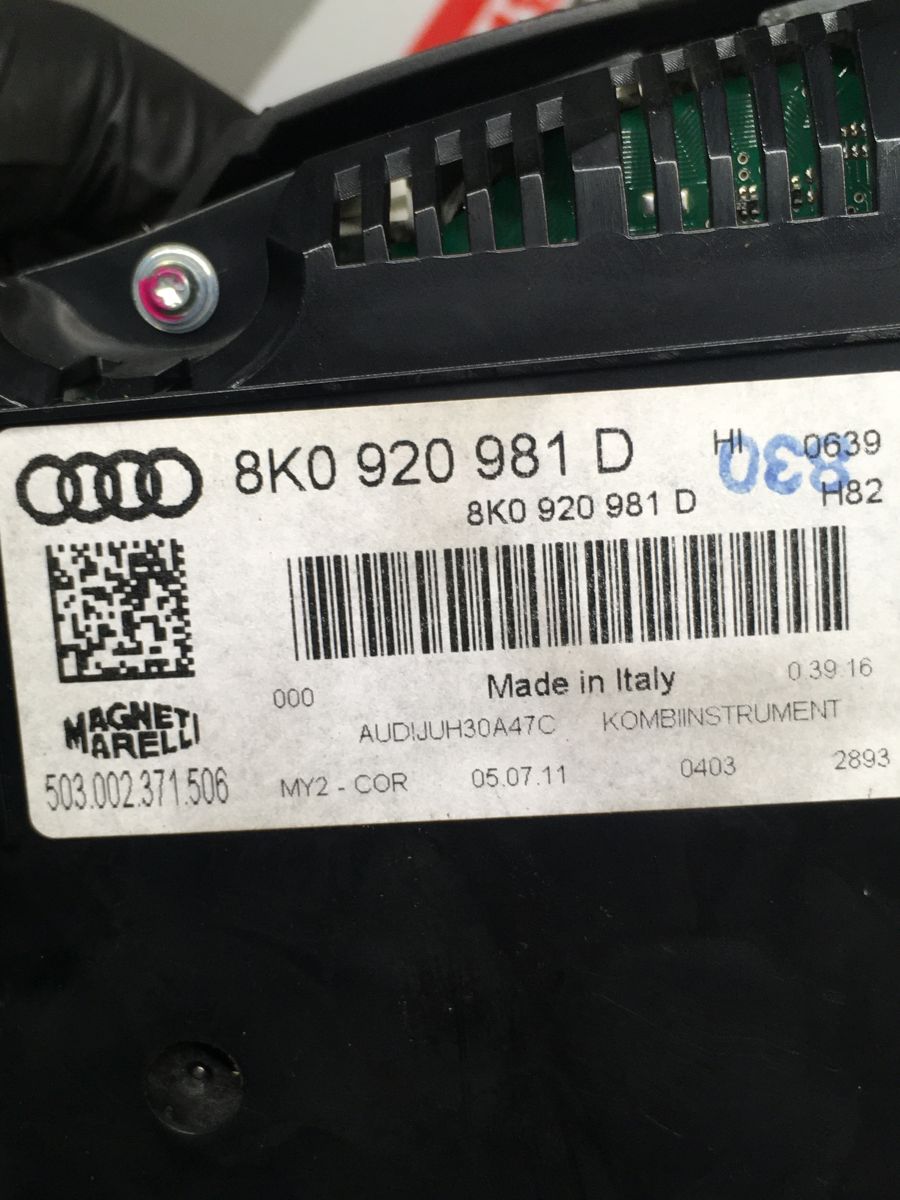 8K0 920 981 D
HI 0639
830
8K0 920 981 D
H82
000
Made in Italy
0 39 16
MAGNETI
MARELLI
AUDIJUH30A47C
KOMBIINSTRUMENT
503.002.371.506
MY2 - COR
05.07.11
0403
2893